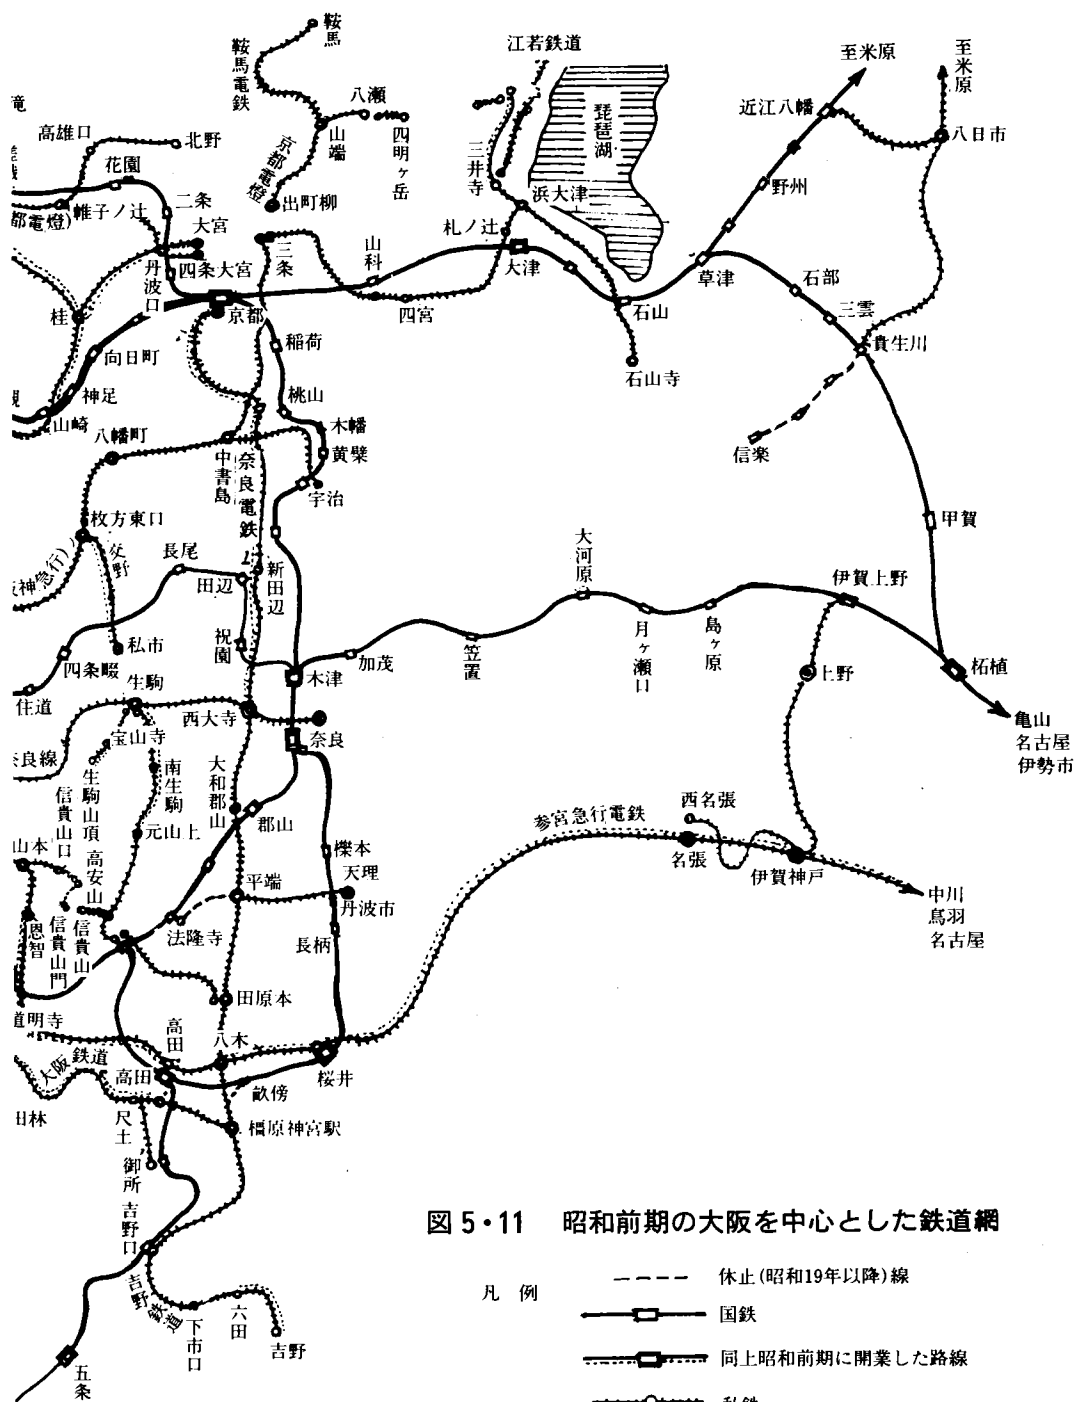 鞍馬
鞍馬電鉄
江若鉄道
至米原
至米原
滝
八瀬
近江八幡
琵琶湖
高雄口
北野
山端
四明ヶ岳
八日市
京都電燈
三井寺
花園
野州
二条
浜大津
都電燈)
帷子ノ辻
出町柳
大宮
札ノ辻
三条
山科
四条大宮
丹波口
大津
草津
石部
桂
京都
四宮
石山
三雲
稲荷
貴生川
向日町
石山寺
神足
桃山
山崎
木幡
八幡町
黄檗
信楽
中書島
奈良電鉄
宇治
枚方東口
甲賀
交野
長尾
大河原
神急行)
田辺
新田辺
伊賀上野
祝園
月ヶ瀬口
島ヶ原
私市
笠置
四条畷
加茂
上野
柘植
木津
生駒
住道
西大寺
宝山寺
奈良
亀山
名古屋
伊勢市
奈良線
南生駒
大和郡山
生駒山頂
信貴山口
西名張
参宮急行電鉄
元山上
郡山
山本
高安山
櫟本
名張
伊賀神戸
平端
天理
丹波市
中川
鳥羽
名古屋
恩智
信貴山門
信貴山
法隆寺
長柄
田原本
道明寺
高田
八木
大阪鉄道
高田
桜井
畝傍
田林
尺土
橿原神宮駅
御所
吉野口
図5・11 昭和前期の大阪を中心とした鉄道網
凡例
休止(昭和19年以降)線
吉野鉄道
国鉄
六田
下市口
吉野
同上昭和前期に開業した路線
五条
私鉄